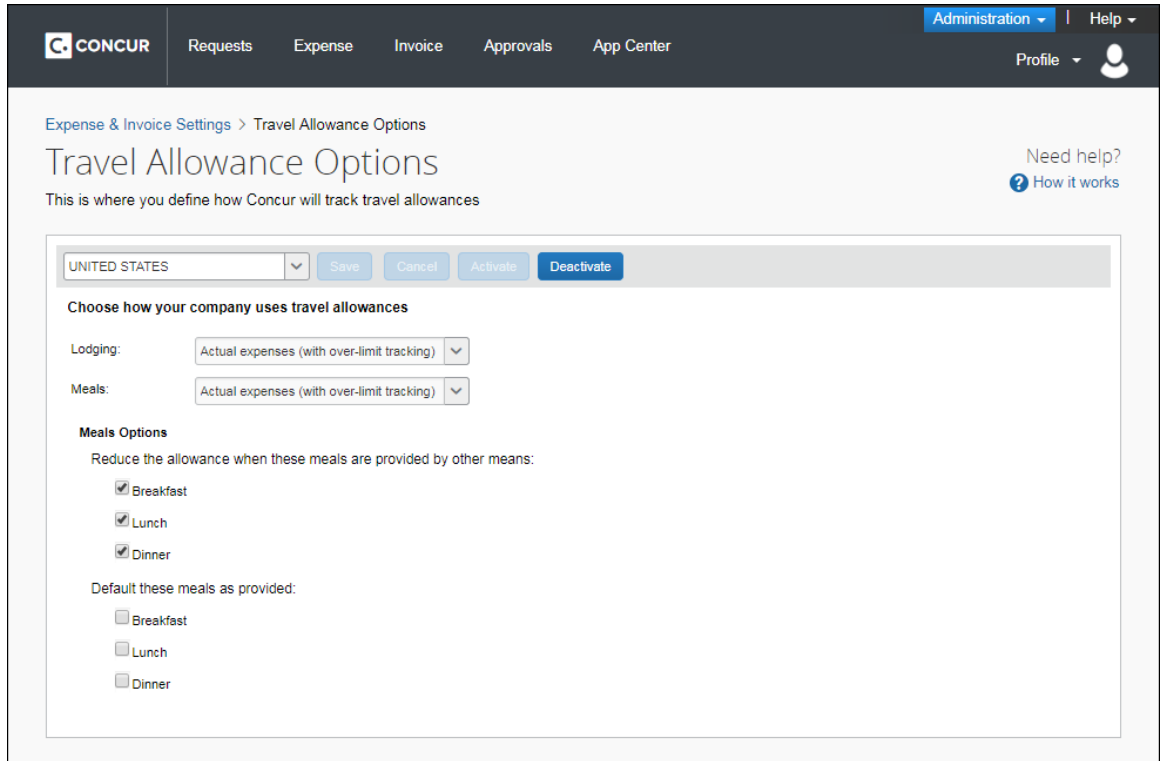 Administration | Help
C. CONCUR Requests Expense Invoice Approvals App Center
Profile
Expense & Invoice Settings > Travel Allowance Options
Travel Allowance Options
Need help?
? How it works
This is where you define how Concur will track travel allowances
UNITED STATES Save Cancel Activate Deactivate
Choose how your company uses travel allowances
Lodging: Actual expenses (with over-limit tracking)
Meals: Actual expenses (with over-limit tracking)
Meals Options
Reduce the allowance when these meals are provided by other means:
Breakfast
Lunch
Dinner
Default these meals as provided:
Breakfast
Lunch
Dinner